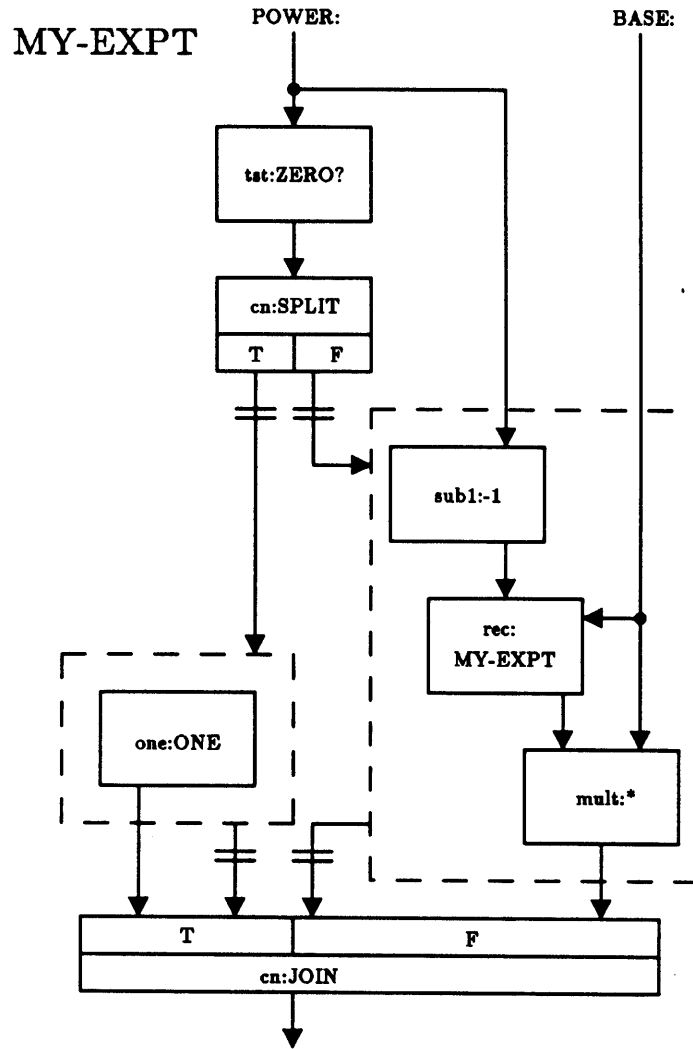 POWER:
BASE:
MY-EXPT
tst:ZERO?
cn:SPLIT
T
F
sub1:-1
rec:
MY-EXPT
one:ONE
mult:*
T
F
cn:JOIN